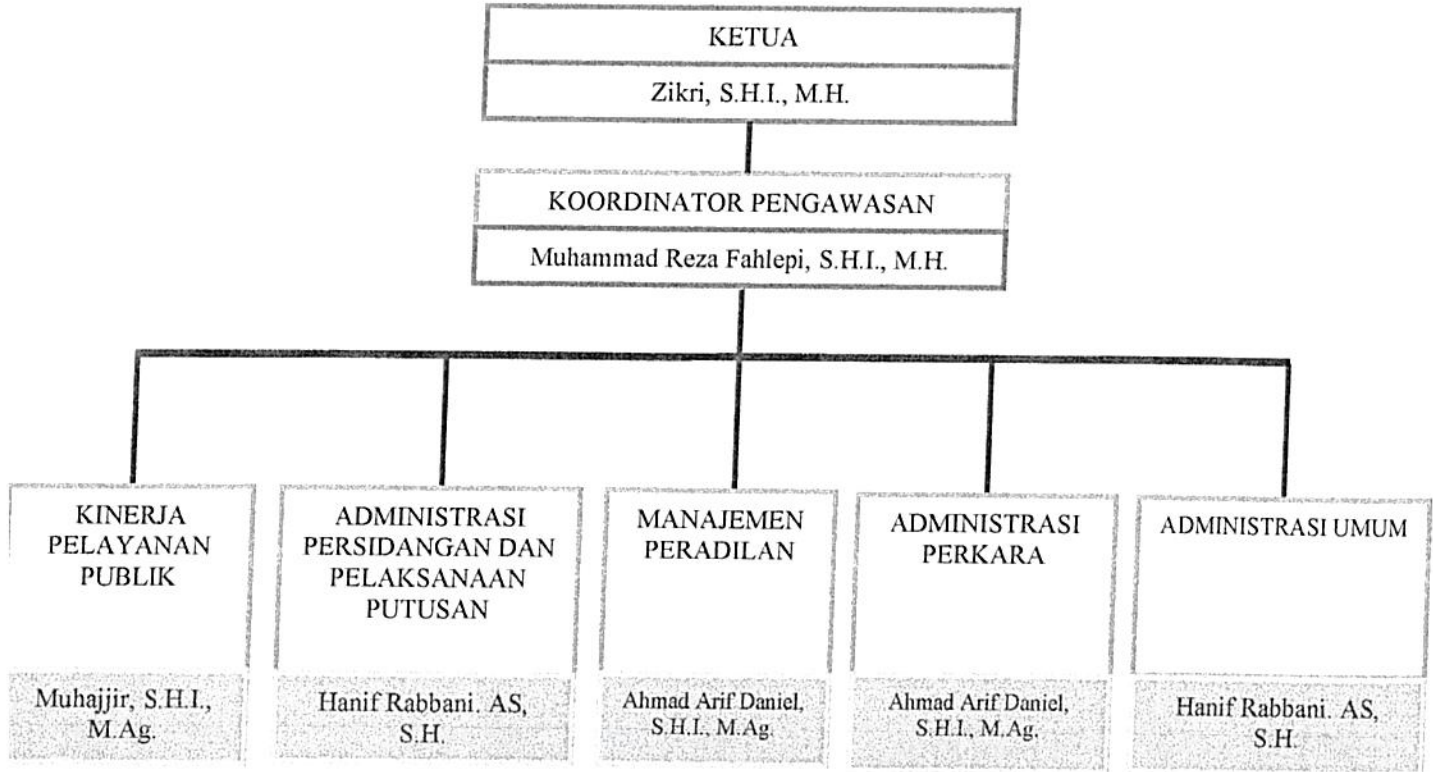 KETUA
Zikri, S.H.I., M.H.
KOORDINATOR PENGAWASAN
Muhammad Reza Fahlepi, S.H.I., M.H.
KINERJA
PELAYANAN
PUBLIK
Muhajjir, S.H.I.,
M.Ag.
ADMINISTRASI
PERSIDANGAN DAN
PELAKSANAAN
PUTUSAN
Hanif Rabbani. AS,
S.H.
MANAJEMEN
PERADILAN
Ahmad Arif Daniel,
S.H.I., M.Ag.
ADMINISTRASI
PERKARA
Ahmad Arif Daniel,
S.H.I., M.Ag.
ADMINISTRASI UMUM
Hanif Rabbani. AS,
S.H.